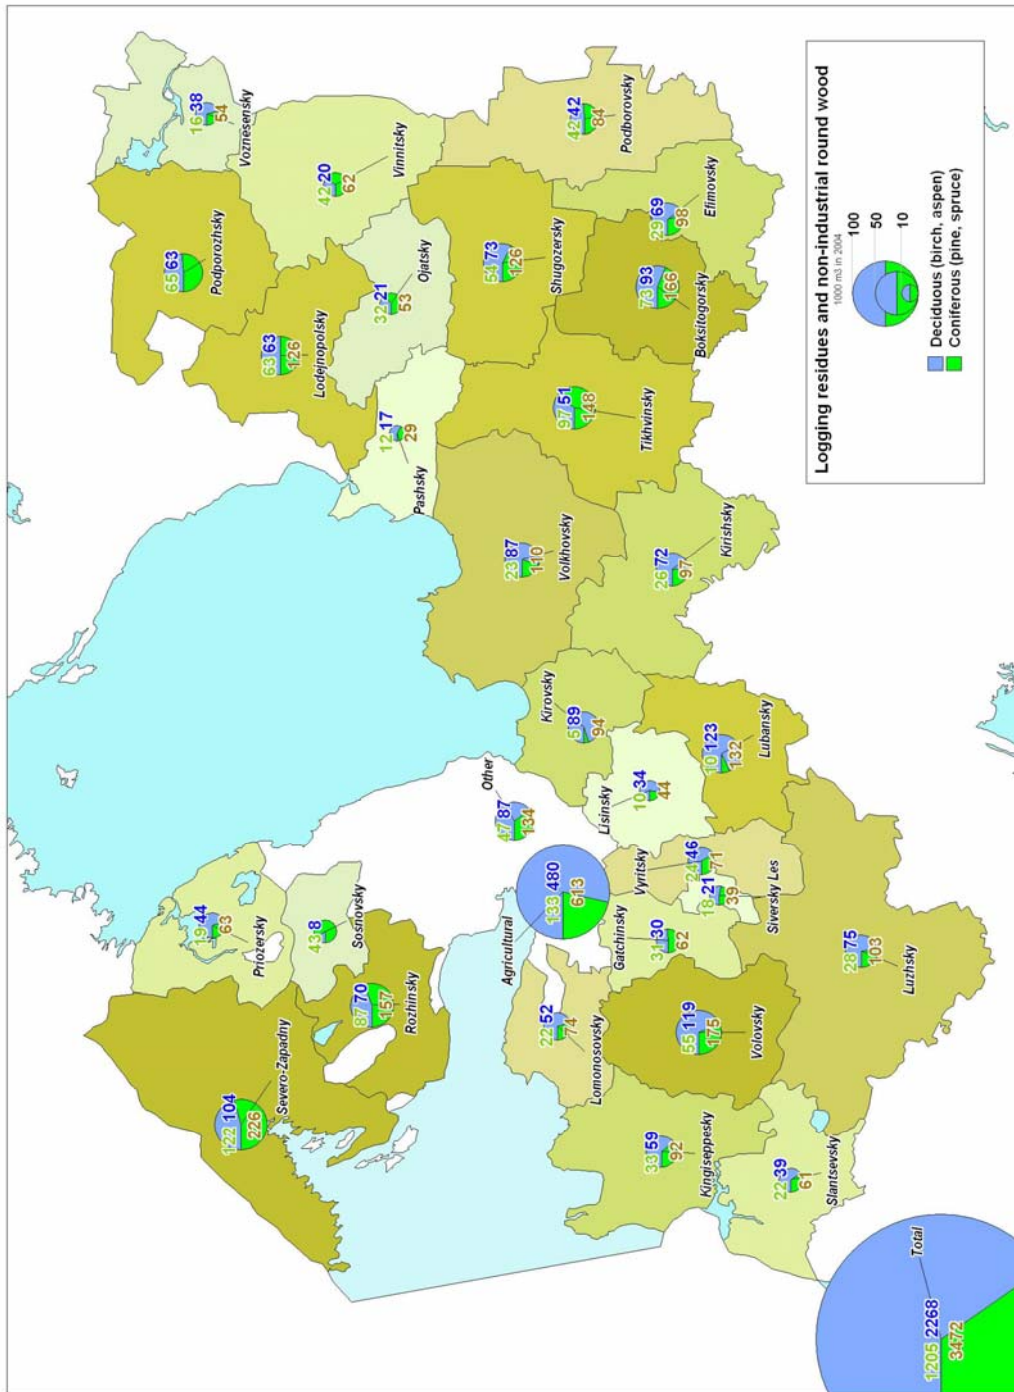 122 104
226
Severo-Zapadny
19 44
63
Priozersky
43 8
Sosnovsky
87 70
157
Rozhinsky
65 63
Podporozhsky
16 38
54
Voznesensky
63 63
126
Lodejnopolsky
42 20
62
Vinnitsky
32 21
53
Ojatsky
12 17
29
Pashsky
Other
47 87
134
Agricultural
133 480
613
22 52
74
Lomonosovsky
23 87
110
Volkhovsky
54 73
126
Shugozersky
42 42
84
Podborovsky
Kirovsky
5 89
94
97 51
148
Tikhvinsky
73 93
166
Boksitogorsky
29 69
98
Efimovsky
33 59
92
Kingiseppesky
55 119
175
Volovsky
Gatchinsky
31 30
62
Vyritsky
24 46
71
18 21
39
Siversky Les
Lisinsky
10 34
44
10 123
132
Lubansky
26 72
97
Kirishsky
22 39
61
Slantsevsky
28 75
103
Luzhsky
Total
1205 2268
3472
Logging residues and non-industrial round wood
1000 m3 in 2004
100
50
10
Deciduous (birch, aspen)
Coniferous (pine, spruce)